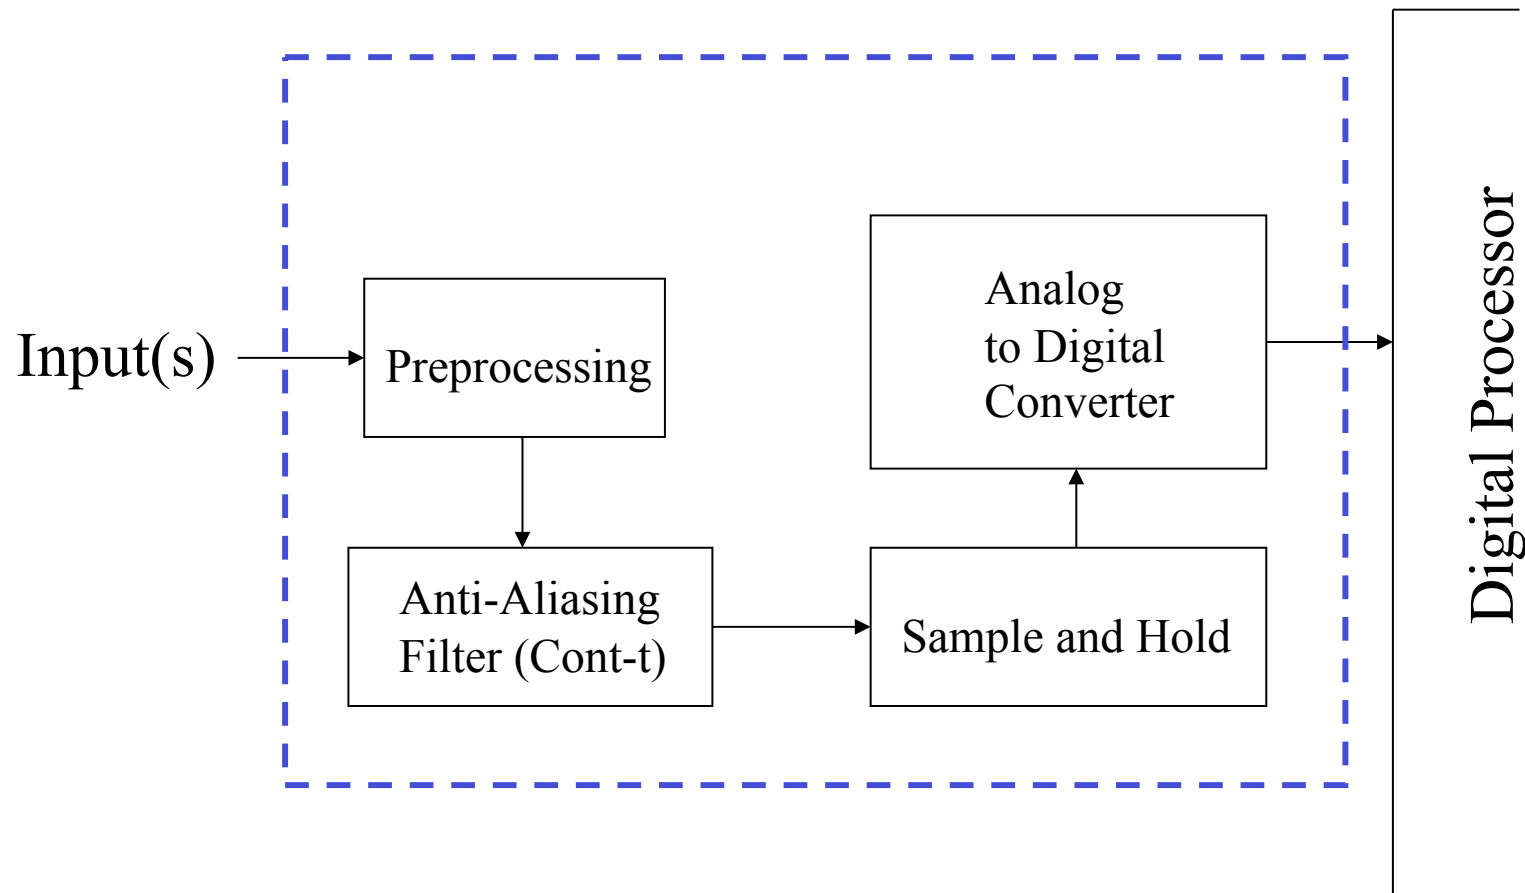 Input(s)
Preprocessing
Anti-Aliasing
Filter (Cont-t)
Sample and Hold
Analog
to Digital
Converter
Digital Processor